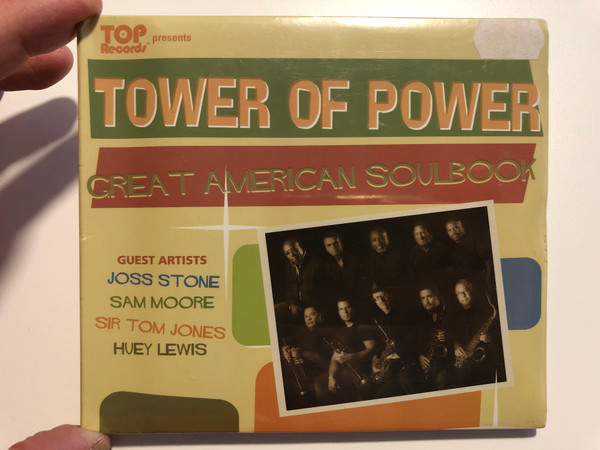 TOP
Records™ presents
TOWER OF POWER
GREAT AMERICAN SOULBOOK
GUEST ARTISTS
JOSS STONE
SAM MOORE
SIR TOM JONES
HUEY LEWIS